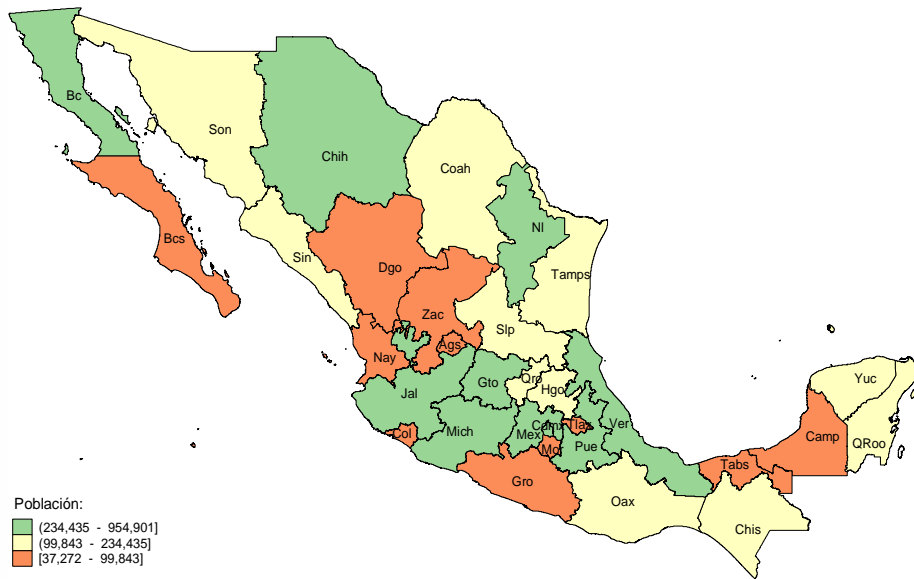 Bc
Son
Chih
Coah
Nl
Bcs
Sin
Dgo
Tamps
Zac
Slp
Nay
Ags
Jal
Gto
Qro
Hgo
Yuc
Col
Mich
Mex
Cdmx
Tlax
Mor
Pue
Ver
Camp
QRoo
Tabs
Gro
Oax
Chis
Población:
(234,435 - 954,901]
(99,843 - 234,435]
[37,272 - 99,843]